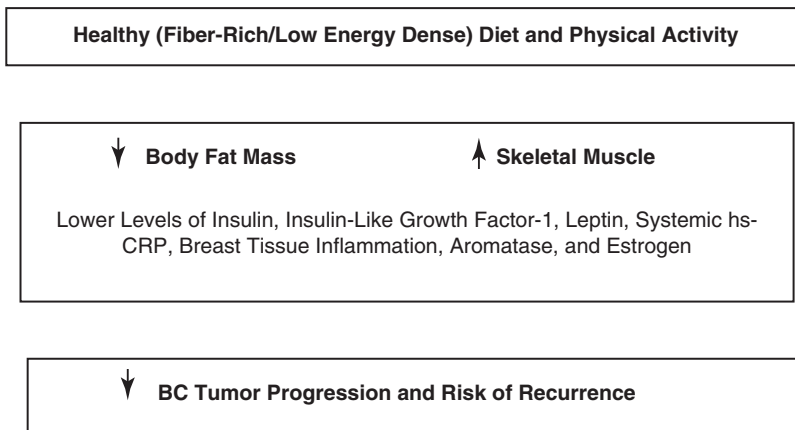 Healthy (Fiber-Rich/Low Energy Dense) Diet and Physical Activity
Body Fat Mass
Skeletal Muscle
Lower Levels of Insulin, Insulin-Like Growth Factor-1, Leptin, Systemic hs-
CRP, Breast Tissue Inflammation, Aromatase, and Estrogen
BC Tumor Progression and Risk of Recurrence